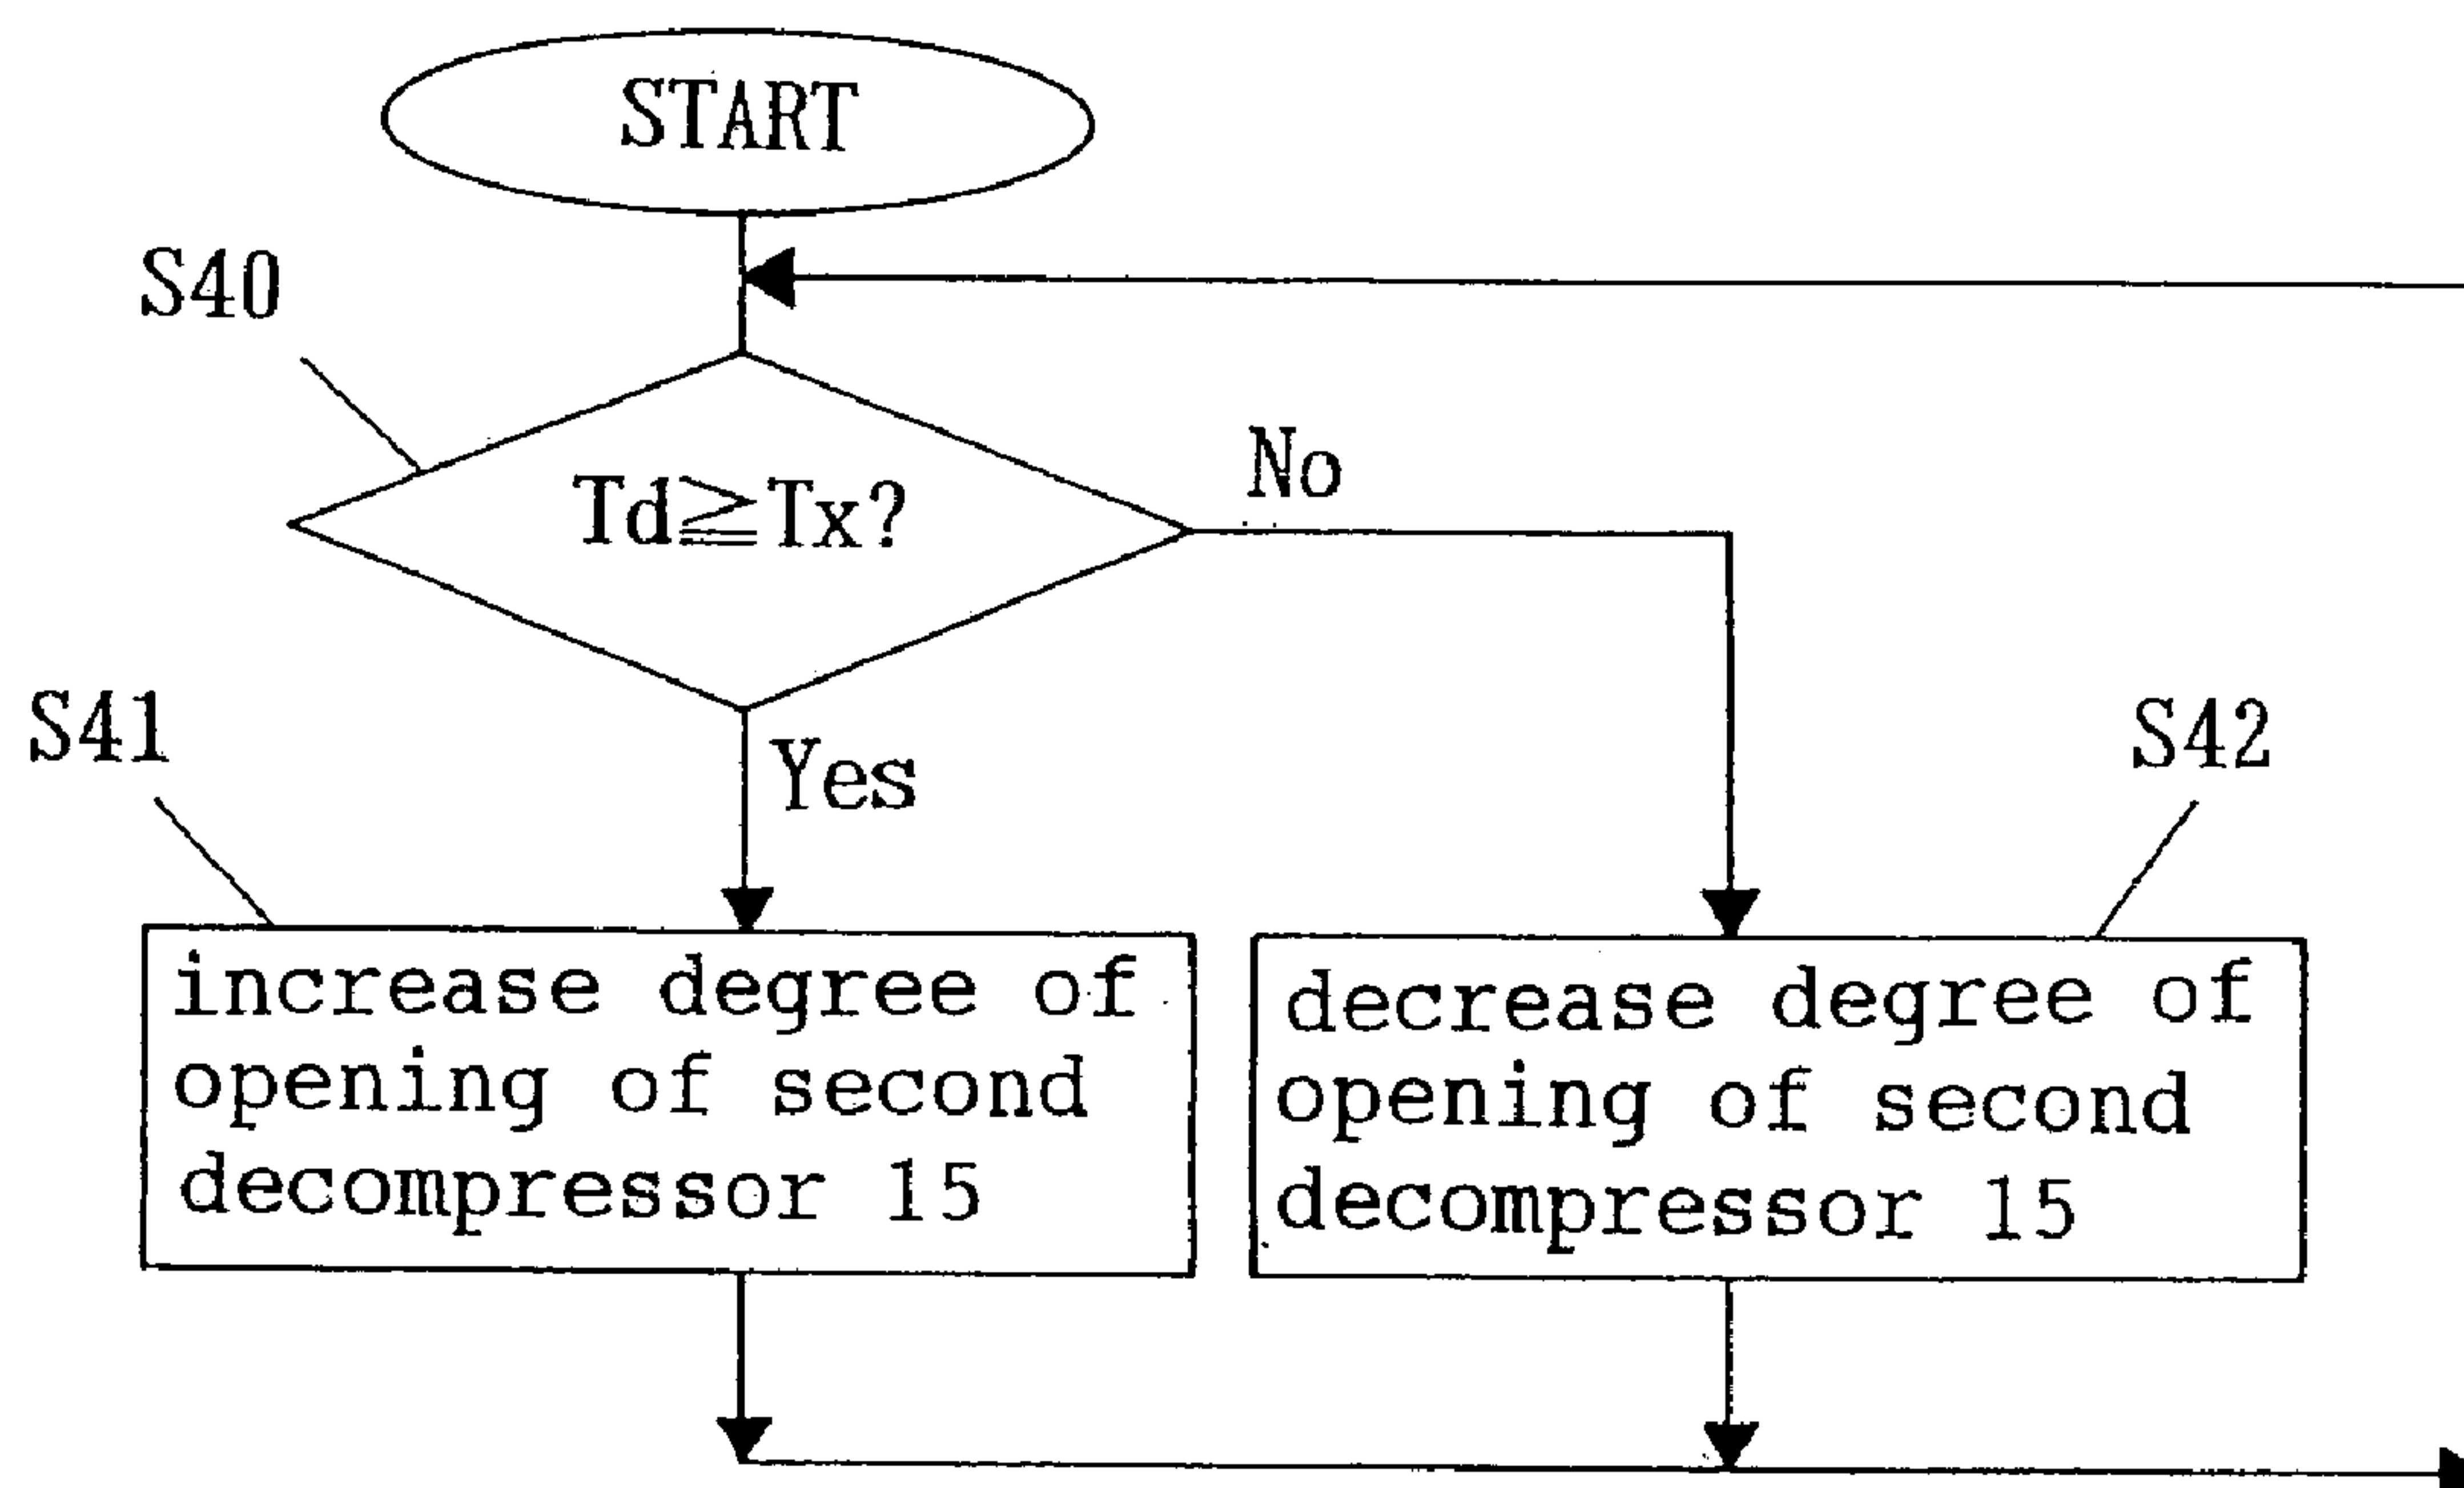 START
S40
Td≧Tx?
No
Yes
S41
S42
increase degree of
opening of second
decompressor 15
decrease degree of
opening of second
decompressor 15